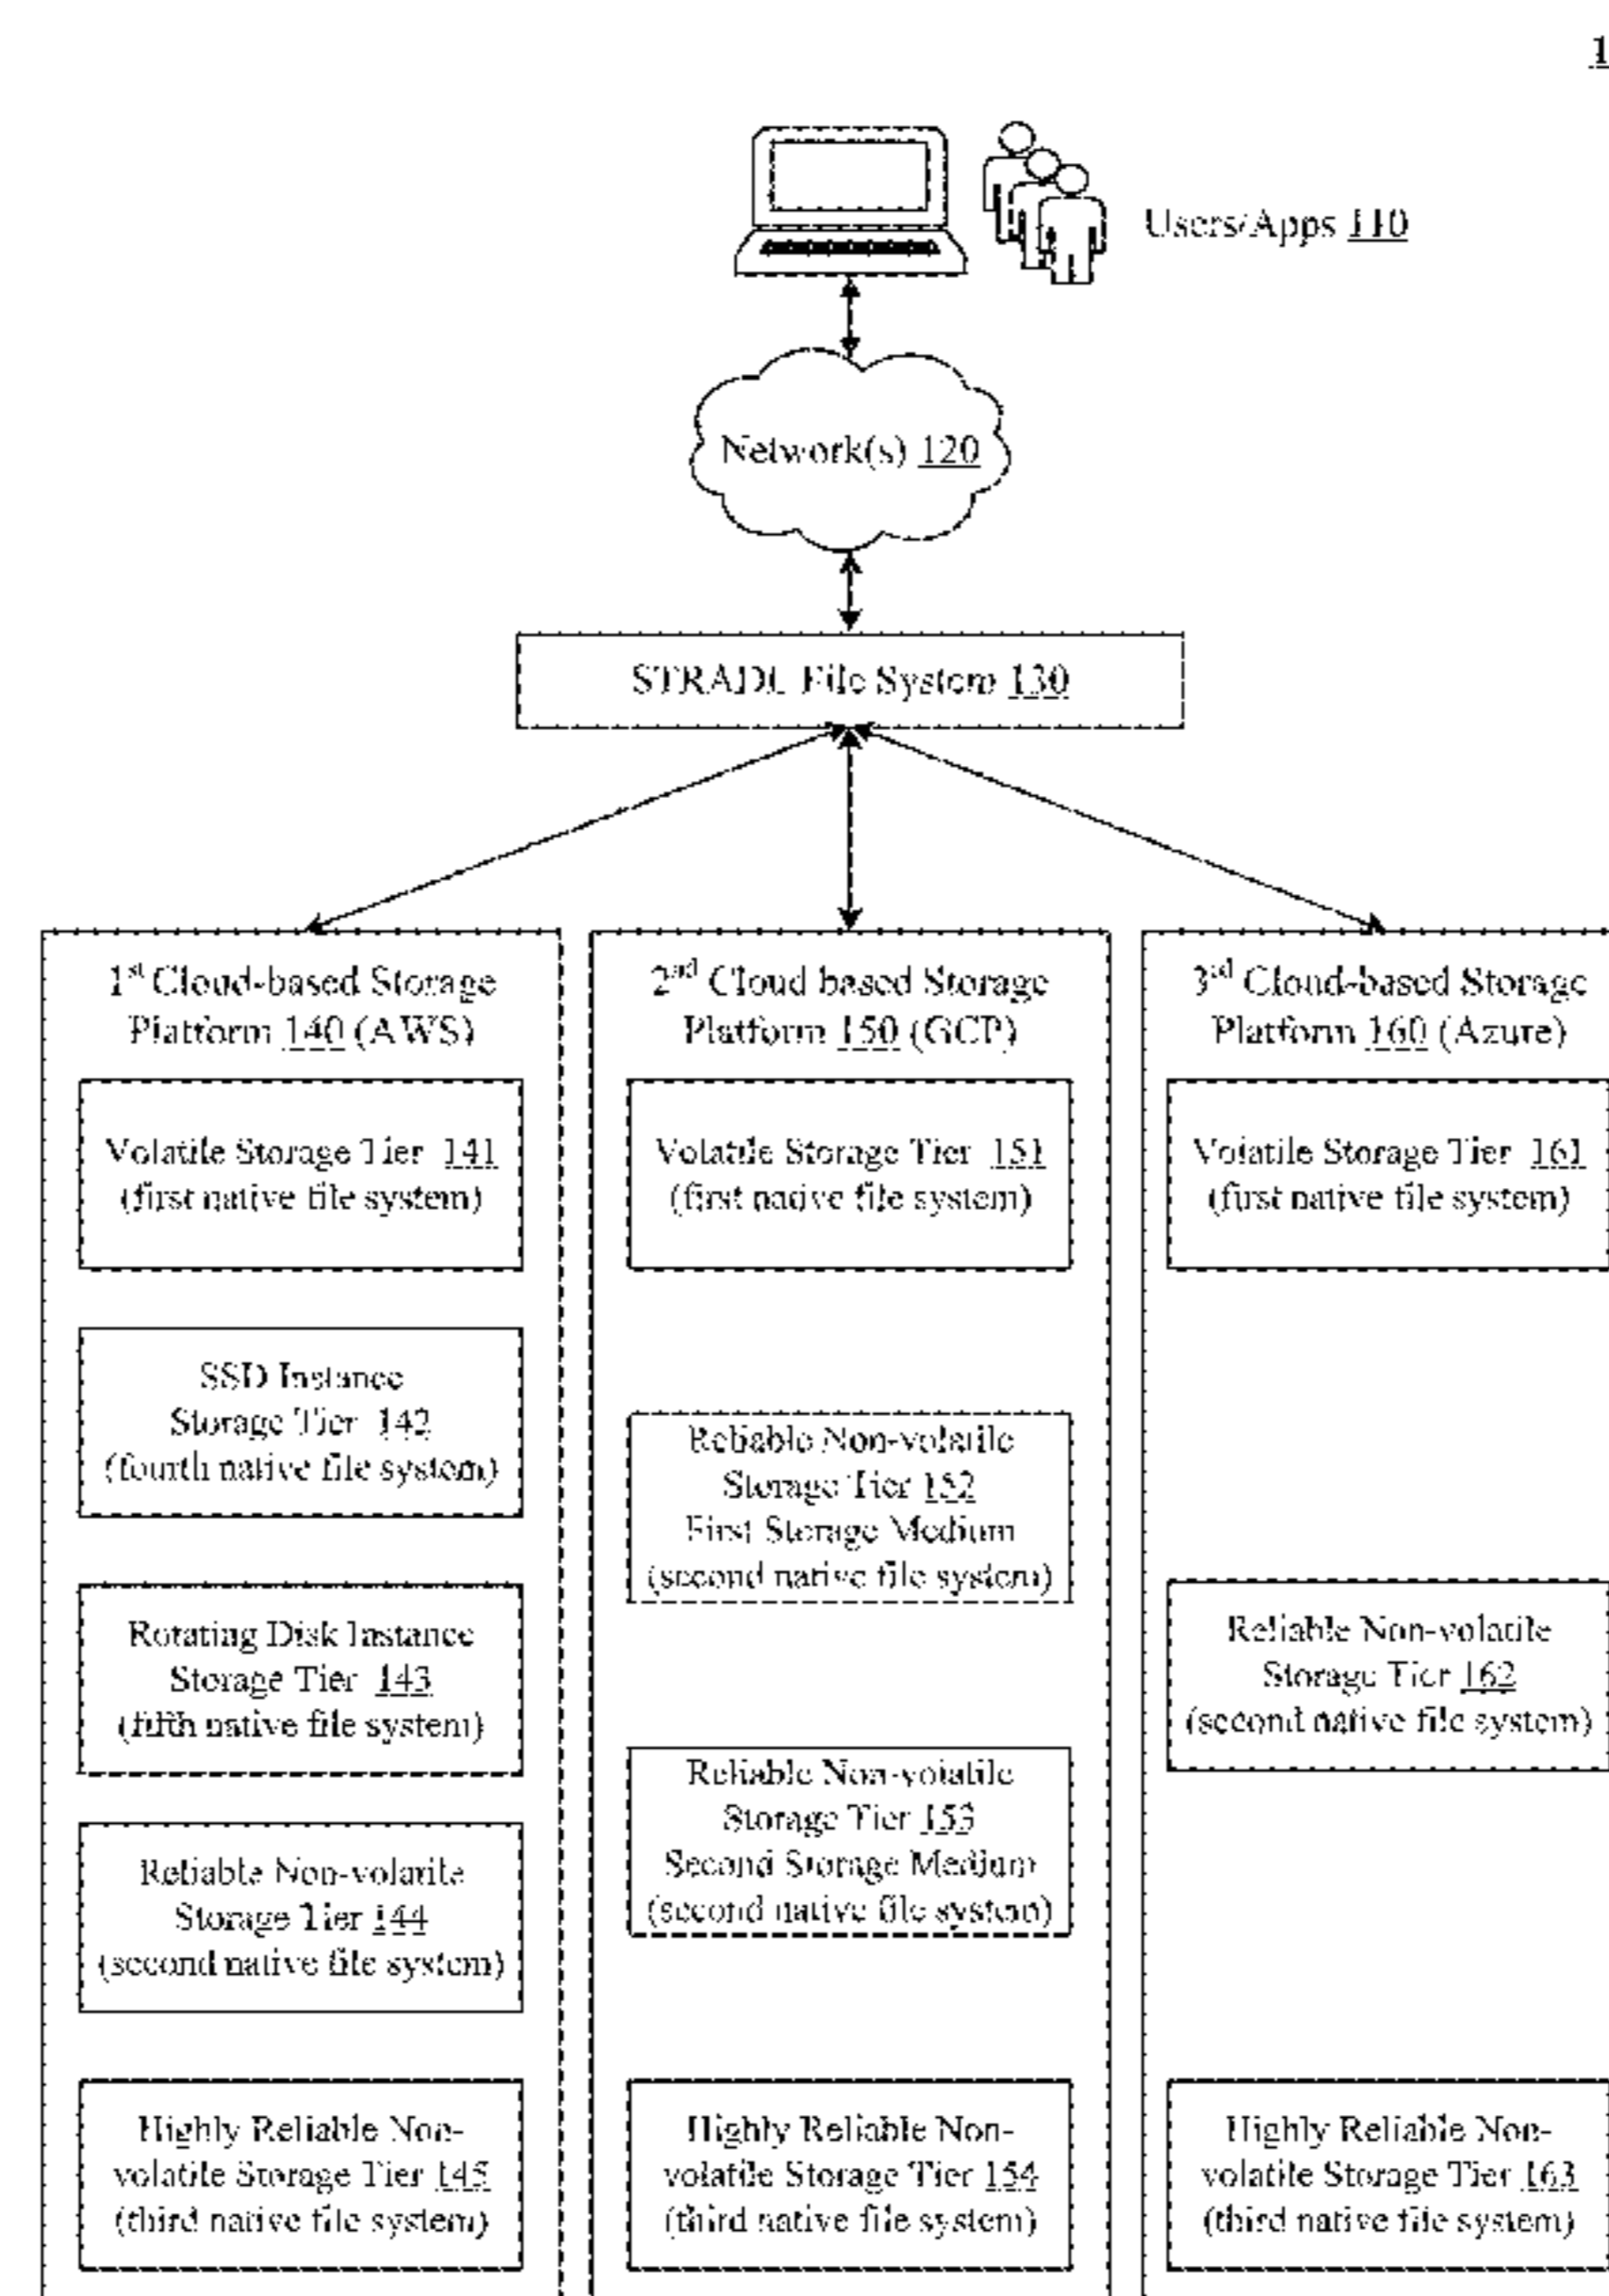 1
Users/Apps 110
Network(s) 120
STRADL File System 130
1st Cloud-based Storage
Platform 140 (AWS)
Volatile Storage Tier 141
(first native file system)
SSD Instance
Storage Tier 142
(fourth native file system)
Rotating Disk Instance
Storage Tier 143
(fifth native file system)
Reliable Non-volatile
Storage Tier 144
(second native file system)
Highly Reliable Non-
volatile Storage Tier 145
(third native file system)
2nd Cloud based Storage
Platform 150 (GCP)
Volatile Storage Tier 151
(first native file system)
Reliable Non-volatile
Storage Tier 152
First Storage Medium
(second native file system)
Reliable Non-volatile
Storage Tier 153
Second Storage Medium
(second native file system)
Highly Reliable Non-
volatile Storage Tier 154
(third native file system)
3rd Cloud-based Storage
Platform 160 (Azure)
Volatile Storage Tier 161
(first native file system)
Reliable Non-volatile
Storage Tier 162
(second native file system)
Highly Reliable Non-
volatile Storage Tier 163
(third native file system)